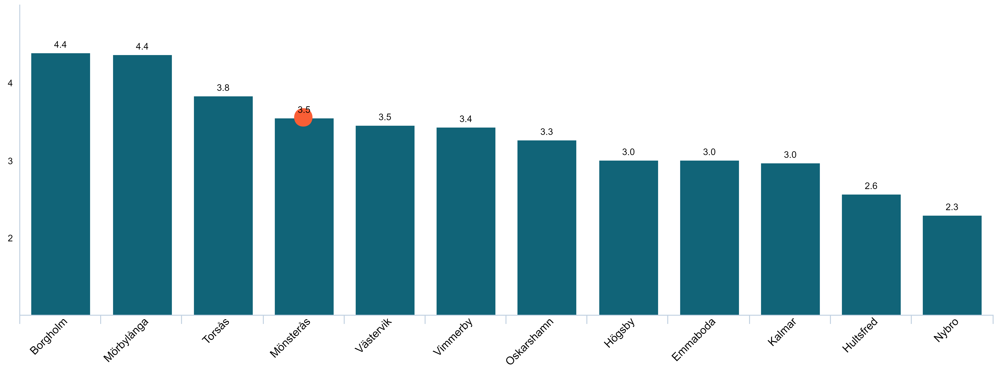 4.4
4.4
3.8
3.5
3.5
3.4
3.3
3.0
3.0
3.0
2.6
2.3
4
3
2
Borgholm
Mörbylånga
Torsås
Mönsterås
Västervik
Vimmerby
Oskarshamn
Högsby
Emmaboda
Kalmar
Hultsfred
Nybro